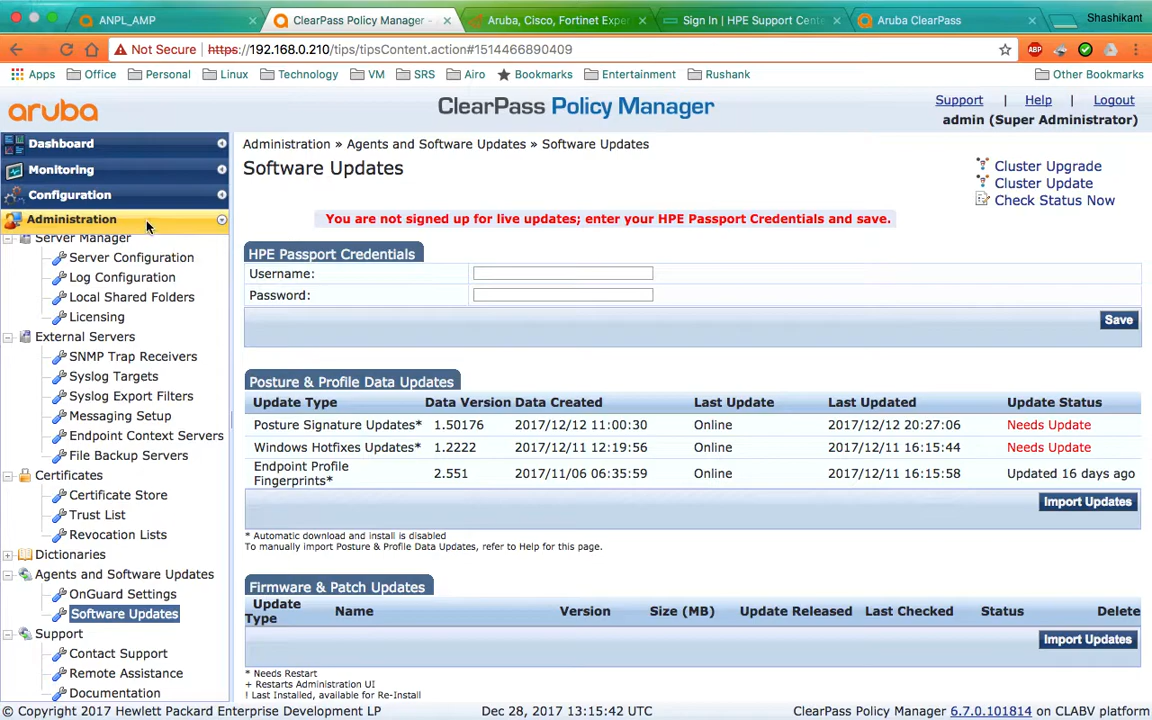 ANPL_AMP
ClearPass Policy Manager -
Aruba, Cisco, Fortinet Exper
Sign In | HPE Support Cente
Aruba ClearPass
Shashikant
Not Secure
https://192.168.0.210/tips/tipsContent.action#1514466890409
ABP
Apps
Office
Personal
Linux
Technology
VM
SRS
Airo
Bookmarks
Entertainment
Rushank
Other Bookmarks
aruba
ClearPass Policy Manager
Support | Help | Logout
admin (Super Administrator)
Dashboard
Monitoring
Configuration
Administration
Server Manager
Server Configuration
Log Configuration
Local Shared Folders
Licensing
External Servers
SNMP Trap Receivers
Syslog Targets
Syslog Export Filters
Messaging Setup
Endpoint Context Servers
File Backup Servers
Certificates
Certificate Store
Trust List
Revocation Lists
Dictionaries
Agents and Software Updates
OnGuard Settings
Software Updates
Support
Contact Support
Remote Assistance
Documentation
Administration » Agents and Software Updates » Software Updates
Software Updates
Cluster Upgrade
Cluster Update
Check Status Now
You are not signed up for live updates; enter your HPE Passport Credentials and save.
HPE Passport Credentials
Username:
Password:
Save
Posture & Profile Data Updates
Update Type Data Version Data Created Last Update Last Updated Update Status
Posture Signature Updates* 1.50176 2017/12/12 11:00:30 Online 2017/12/12 20:27:06 Needs Update
Windows Hotfixes Updates* 1.2222 2017/12/11 12:19:56 Online 2017/12/11 16:15:44 Needs Update
Endpoint Profile
Fingerprints* 2.551 2017/11/06 06:35:59 Online 2017/12/11 16:15:58 Updated 16 days ago
Import Updates
* Automatic download and install is disabled
To manually import Posture & Profile Data Updates, refer to Help for this page.
Firmware & Patch Updates
Update
Type Name Version Size (MB) Update Released Last Checked Status Delete
Import Updates
* Needs Restart
+ Restarts Administration UI
! Last Installed, available for Re-Install
© Copyright 2017 Hewlett Packard Enterprise Development LP
Dec 28, 2017 13:15:42 UTC
ClearPass Policy Manager 6.7.0.101814 on CLABV platform